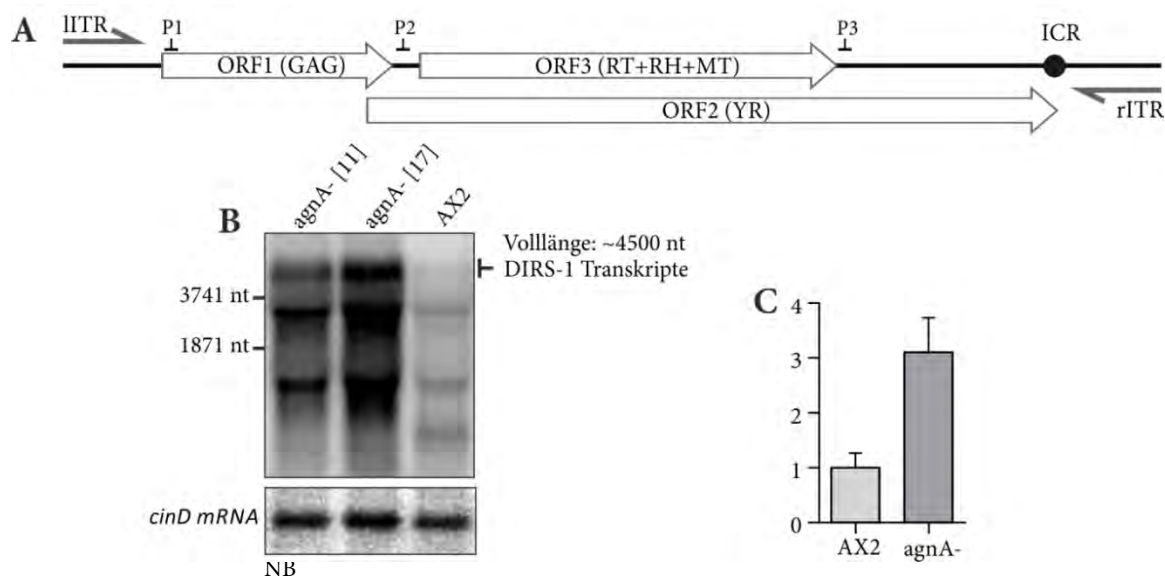 A
lITR
P1
P2
P3
ICR
ORF1 (GAG)
ORF3 (RT+RH+MT)
ORF2 (YR)
rITR
B
agnA- [11]
agnA- [17]
AX2
Volllänge: ~4500 nt
DIRS-1 Transkripte
3741 nt
1871 nt
cinD mRNA
NB
C
4
3
2
1
0
AX2
agnA-